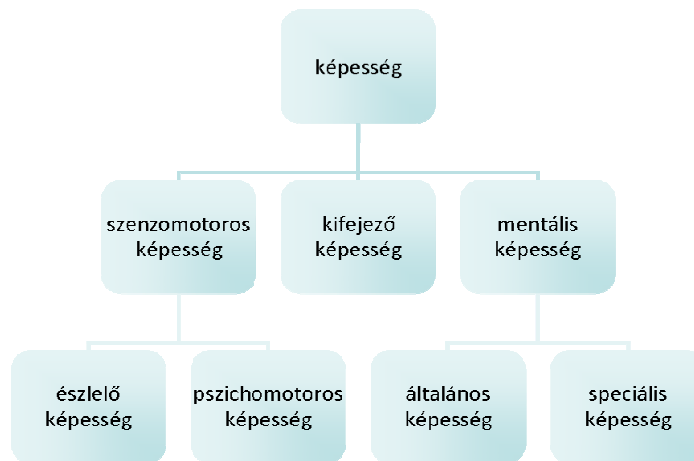 képesség
szenzomotoros
képesség
kifejező
képesség
mentális
képesség
észlelő
képesség
pszichomotoros
képesség
általános
képesség
speciális
képesség